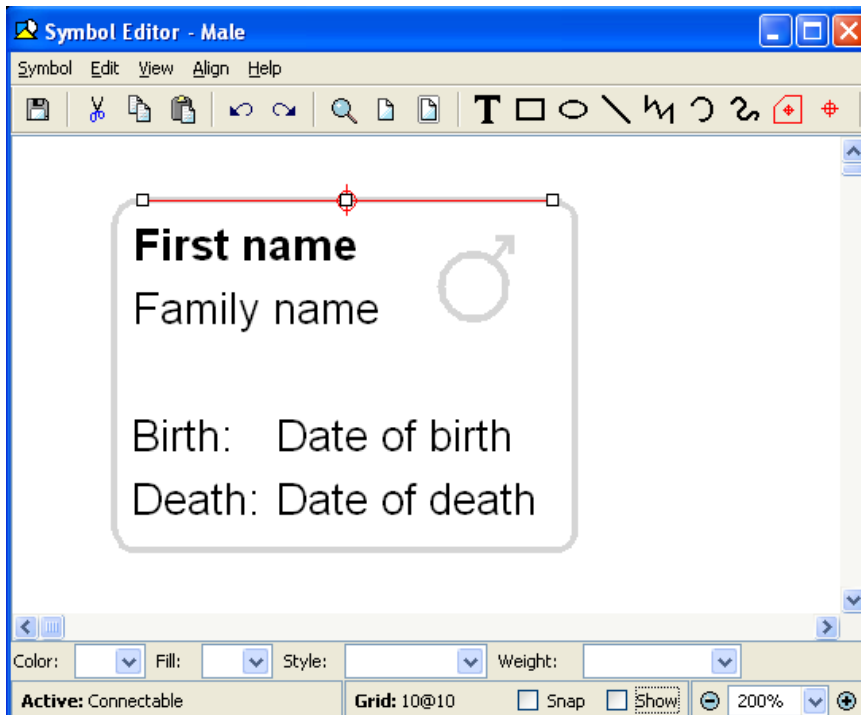 Symbol Editor - Male
Symbol Edit View Align Help
T
First name
Family name
Birth: Date of birth
Death: Date of death
Color: Fill: Style: Weight:
Active: Connectable Grid: 10@10 Snap Show 200%